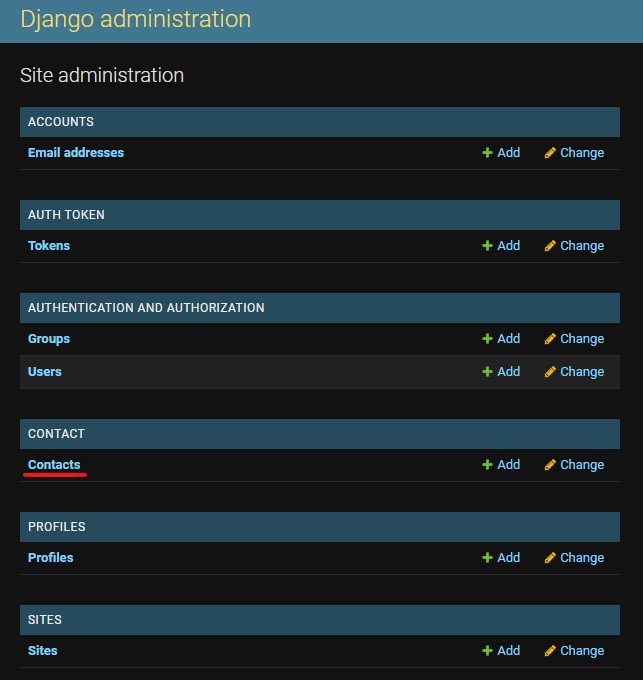 Django administration
Site administration
ACCOUNTS
Email addresses Add Change
AUTH TOKEN
Tokens Add Change
AUTHENTICATION AND AUTHORIZATION
Groups Add Change
Users Add Change
CONTACT
Contacts Add Change
PROFILES
Profiles Add Change
SITES
Sites Add Change